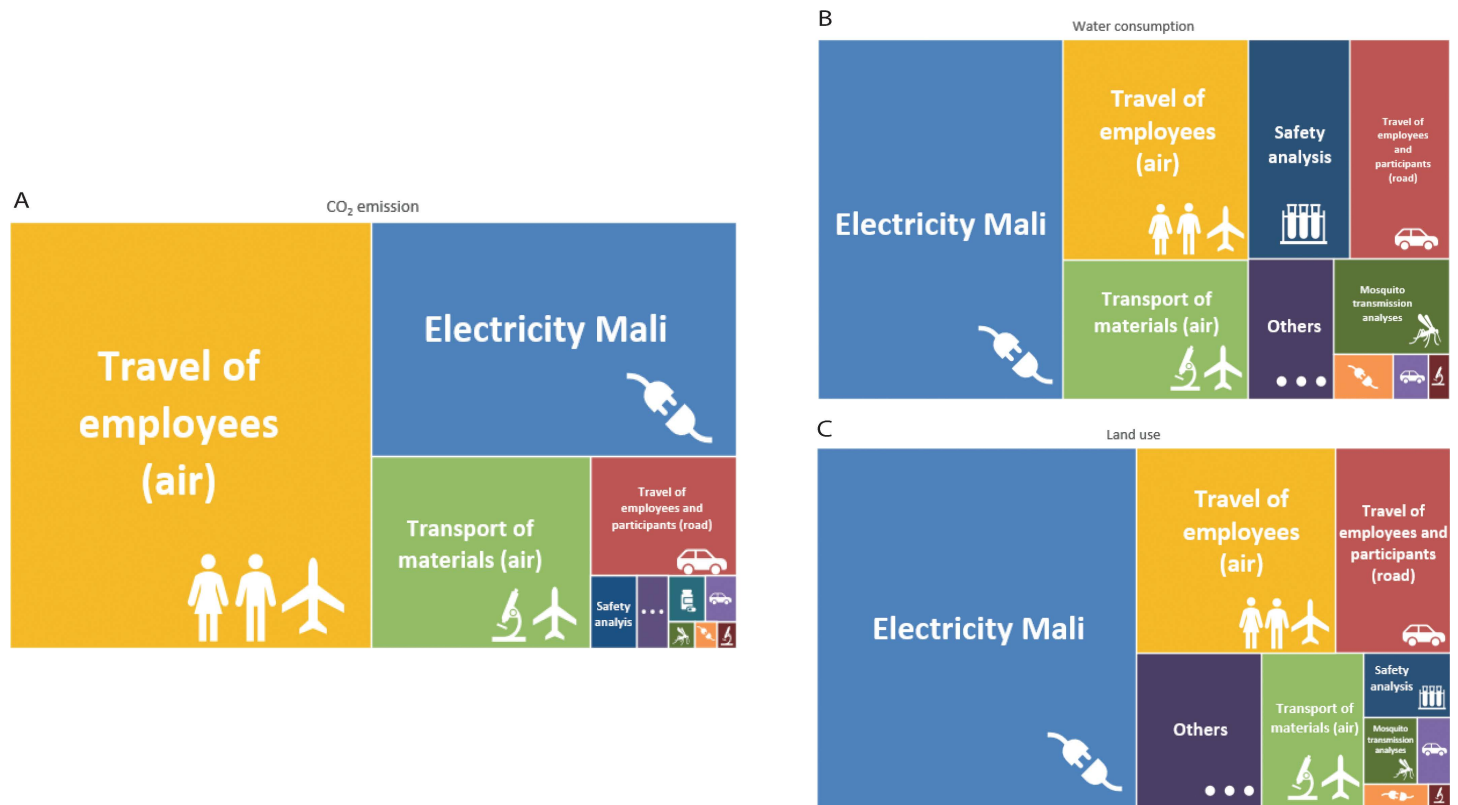 A
CO₂ emission
Travel of
employees
(air)
Electricity Mali
Transport of
materials (air)
Travel of
employees and
participants (road)
Safety
analyis
B
Water consumption
Electricity Mali
Travel of
employees
(air)
Safety
analysis
Travel of
employees
and
participants
(road)
Transport of
materials (air)
Others
Mosquito
transmission
analyses
C
Land use
Electricity Mali
Travel of
employees
(air)
Travel of
employees and
participants
(road)
Others
Transport of
materials (air)
Safety
analysis
Mosquito
transmission
analyses